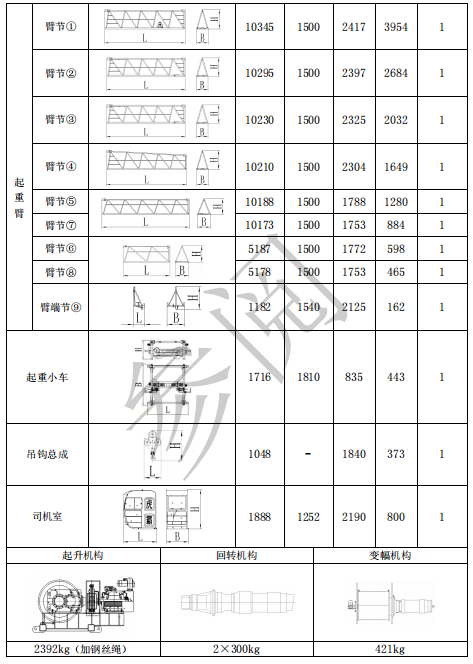 起重臂
臂节① L B H 10345 1500 2417 3954 1
臂节② L B H 10295 1500 2397 2684 1
臂节③ L B H 10230 1500 2325 2032 1
臂节④ L B H 10210 1500 2304 1649 1
臂节⑤ L B H 10188 1500 1788 1280 1
臂节⑦ 10173 1500 1753 884 1
臂节⑥ L B H 5187 1500 1772 598 1
臂节⑧ 5178 1500 1753 465 1
臂端节⑨ L B H 1182 1540 2125 162 1
起重小车 H B L 1716 1810 835 443 1
吊钩总成 H L 1048 - 1840 373 1
司机室 L B H 1888 1252 2190 800 1
起升机构 回转机构 变幅机构
2392kg（加钢丝绳） 2×300kg 421kg
参阅